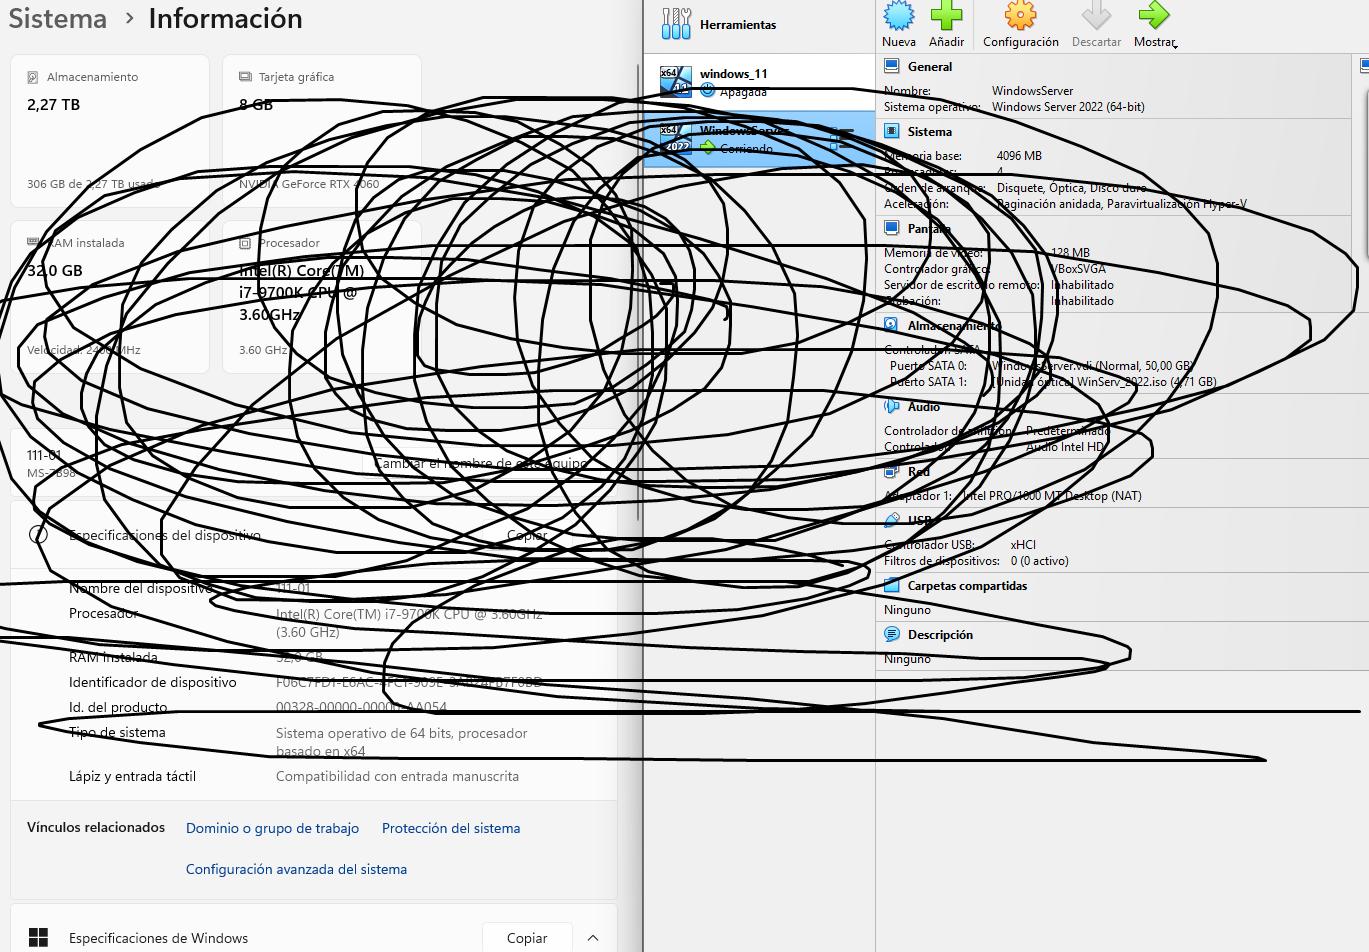 Sistema > Información
Almacenamiento
2,27 TB
306 GB de 2,27 TB usado
Tarjeta gráfica
8 GB
NVIDIA GeForce RTX 4060
RAM instalada
32,0 GB
Velocidad: 2400 MHz
Procesador
Intel(R) Core(TM)
i7-9700K CPU @
3.60GHz
3.60 GHz
111-01
MS-7B98
Cambiar el nombre de este equipo
Especificaciones del dispositivo
Copiar
Nombre del dispositivo 111-01
Procesador Intel(R) Core(TM) i7-9700K CPU @ 3.60GHz
(3.60 GHz)
RAM instalada 32,0 GB
Identificador de dispositivo
Id. del producto 00328-00000-00000-AA054
Tipo de sistema Sistema operativo de 64 bits, procesador
basado en x64
Lápiz y entrada táctil Compatibilidad con entrada manuscrita
Vínculos relacionados Dominio o grupo de trabajo Protección del sistema
Configuración avanzada del sistema
Especificaciones de Windows
Copiar
Herramientas
x64
11
windows_11
Apagada
x64
2022
WindowsServer
Corriendo
Nueva Añadir Configuración Descartar Mostrar
General
Nombre: WindowsServer
Sistema operativo: Windows Server 2022 (64-bit)
Sistema
Memoria base: 4096 MB
Procesadores: 4
Orden de arranque: Disquete, Óptica, Disco duro
Aceleración: Paginación anidada, Paravirtualización Hyper-V
Pantalla
Memoria de vídeo: 128 MB
Controlador gráfico: VBoxSVGA
Servidor de escritorio remoto: Inhabilitado
Grabación: Inhabilitado
Almacenamiento
Controlador: SATA
Puerto SATA 0: WindowsServer.vdi (Normal, 50,00 GB)
Puerto SATA 1: [Unidad óptica] WinServ_2022.iso (4,71 GB)
Audio
Controlador de anfitrión: Predeterminado
Controlador: Audio Intel HD
Red
Adaptador 1: Intel PRO/1000 MT Desktop (NAT)
USB
Controlador USB: xHCI
Filtros de dispositivos: 0 (0 activo)
Carpetas compartidas
Ninguno
Descripción
Ninguno